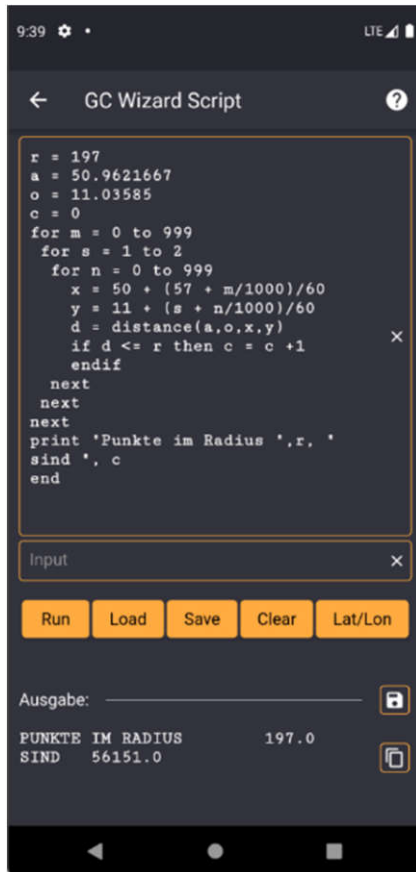 9:39
LTE
GC Wizard Script
r = 197
a = 50.9621667
o = 11.03585
c = 0
for m = 0 to 999
for s = 1 to 2
for n = 0 to 999
x = 50 + (57 + m/1000)/60
y = 11 + (s + n/1000)/60
d = distance(a,o,x,y)
if d <= r then c = c +1
endif
next
next
next
print "Punkte im Radius ",r, "
sind ", c
end
Input
Run Load Save Clear Lat/Lon
Ausgabe:
PUNKTE IM RADIUS 197.0
SIND 56151.0